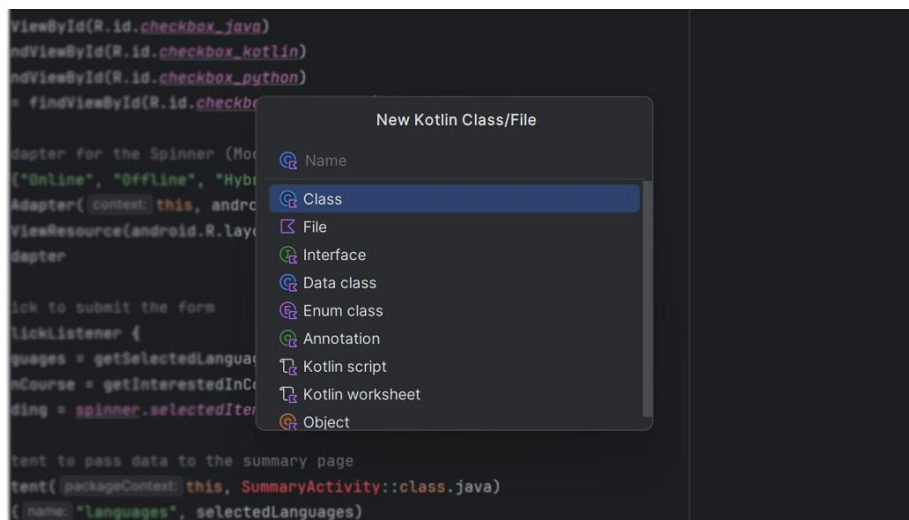 ViewById(R.id.checkbox_java)
ndViewById(R.id.checkbox_kotlin)
ndViewById(R.id.checkbox_python)
= findViewById(R.id.checkbo
New Kotlin Class/File
dapter for the Spinner (Mod
Name
("Online", "Offline", "Hybr
Class
Adapter( context: this, andro
File
ViewResource(android.R.layo
Interface
dapter
Data class
ick to submit the form
Enum class
lickListener {
Annotation
guages = getSelectedLanguag
Kotlin script
nCourse = getInterestedInCo
Kotlin worksheet
ding = spinner.selectedIter
Object
tent to pass data to the summary page
tent( packageContext: this, SummaryActivity::class.java)
( name: "languages", selectedLanguages)